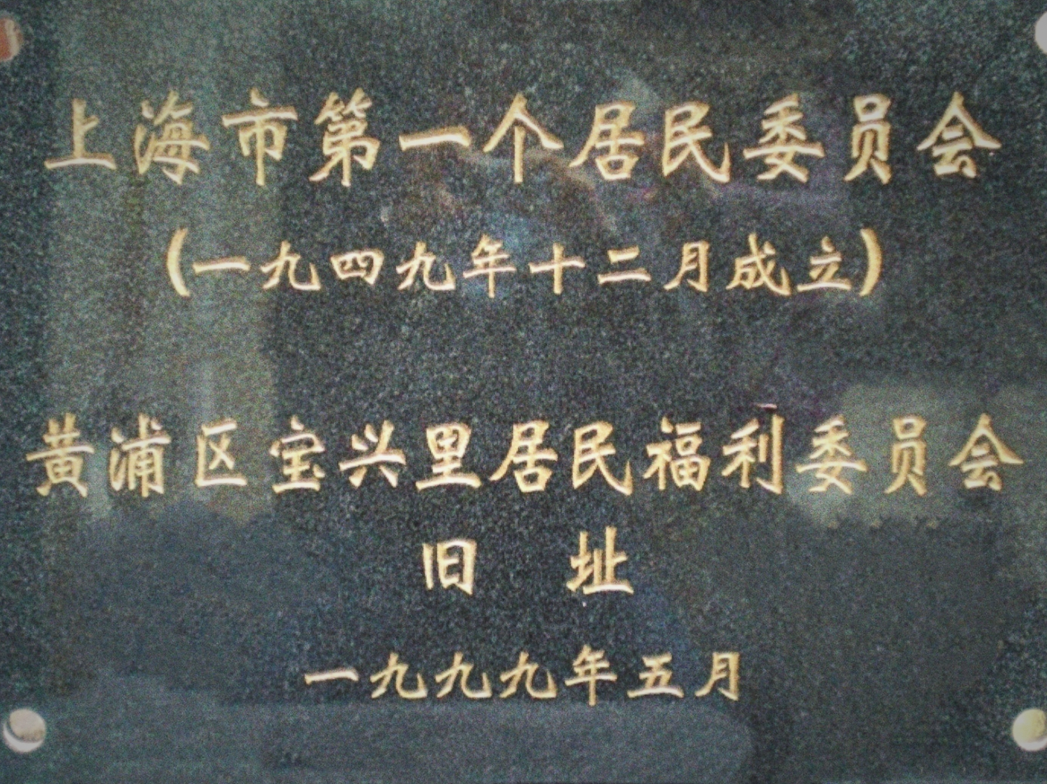 上海市第一个居民委员会
(一九四九年十二月成立)
黄浦区宝兴里居民福利委员会
旧 址
一九九九年五月